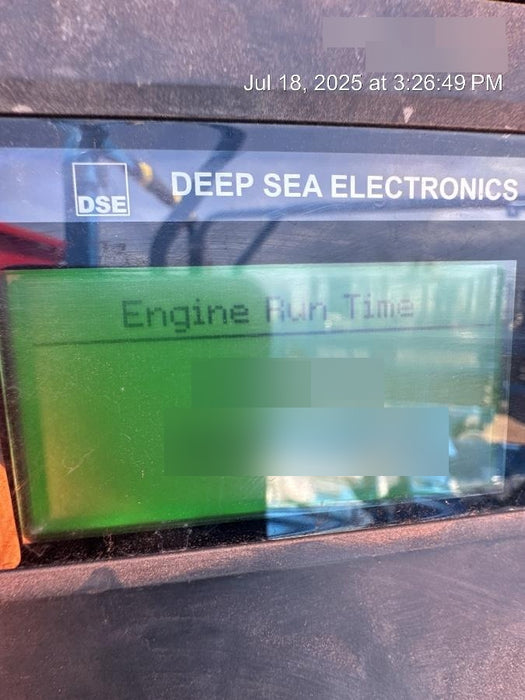 Jul 18, 2025 at 3:26:49 PM
DSE
DEEP SEA ELECTRONICS
Engine Run Time